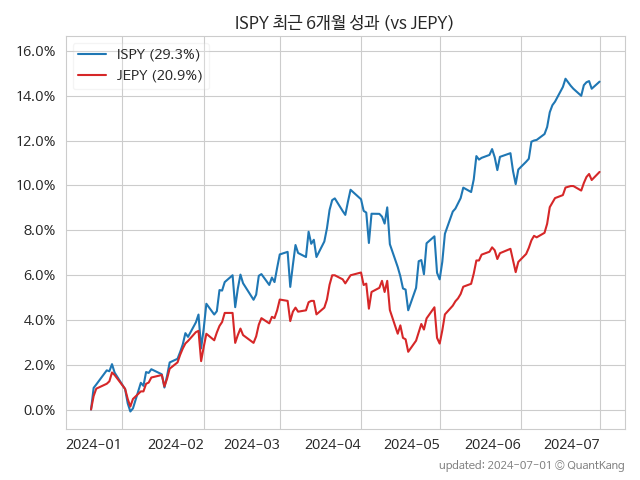 ISPY 최근 6개월 성과 (vs JEPY)
16.0%
14.0%
12.0%
10.0%
8.0%
6.0%
4.0%
2.0%
0.0%
ISPY (29.3%)
JEPY (20.9%)
2024-01 2024-02 2024-03 2024-04 2024-05 2024-06 2024-07
updated: 2024-07-01 © QuantKang